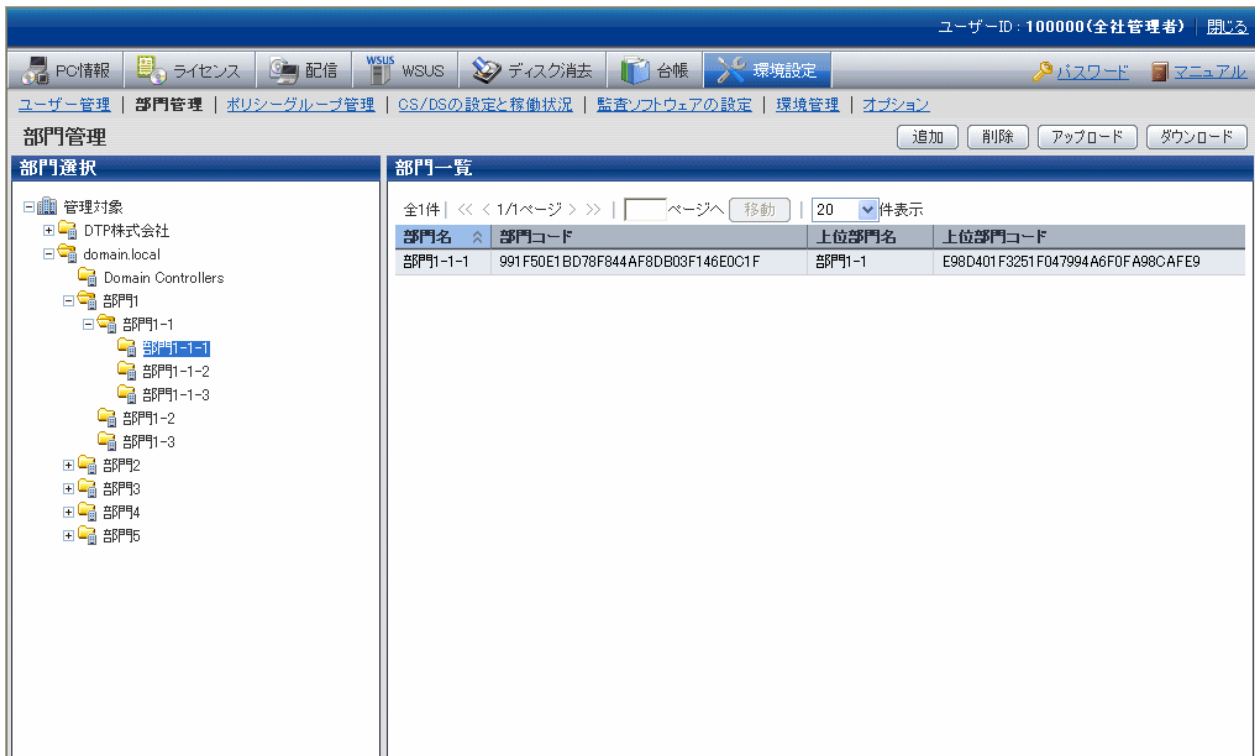 ユーザーID : 100000(全社管理者) | 閉じる
PC情報 ライセンス 配信 WSUS WSUS ディスク消去 台帳 環境設定 パスワード マニュアル
ユーザー管理 | 部門管理 | ポリシーグループ管理 | CS/DSの設定と稼働状況 | 監査ソフトウェアの設定 | 環境管理 | オプション
部門管理 追加 削除 アップロード ダウンロード
部門選択
管理対象
DTP株式会社
domain.local
Domain Controllers
部門1
部門1-1
部門1-1-1
部門1-1-2
部門1-1-3
部門1-2
部門1-3
部門2
部門3
部門4
部門5
部門一覧
全1件 | << < 1/1ページ > >> | ページへ 移動 | 20 件表示
部門名 部門コード 上位部門名 上位部門コード
部門1-1-1 991F50E1BD78F844AF8DB03F146E0C1F 部門1-1 E98D401F3251F047994A6F0FA98CAFE9